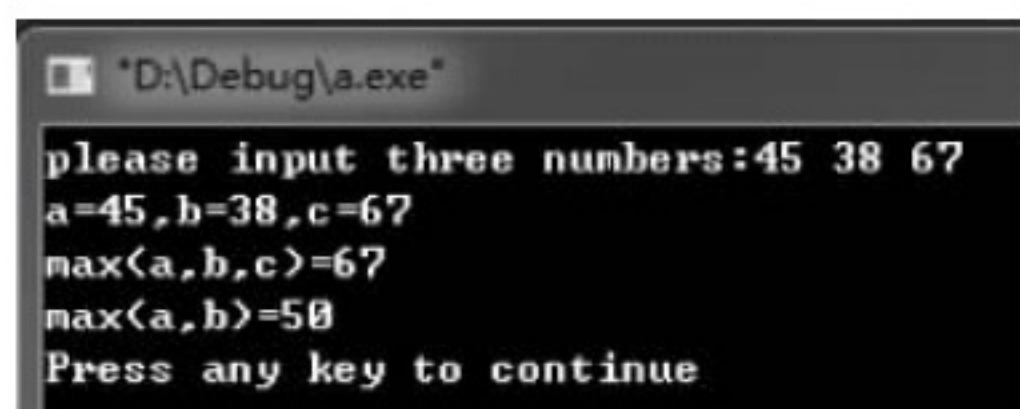 "D:\Debug\a.exe"
please input three numbers:45 38 67
a=45,b=38,c=67
max(a,b,c)=67
max(a,b)=50
Press any key to continue